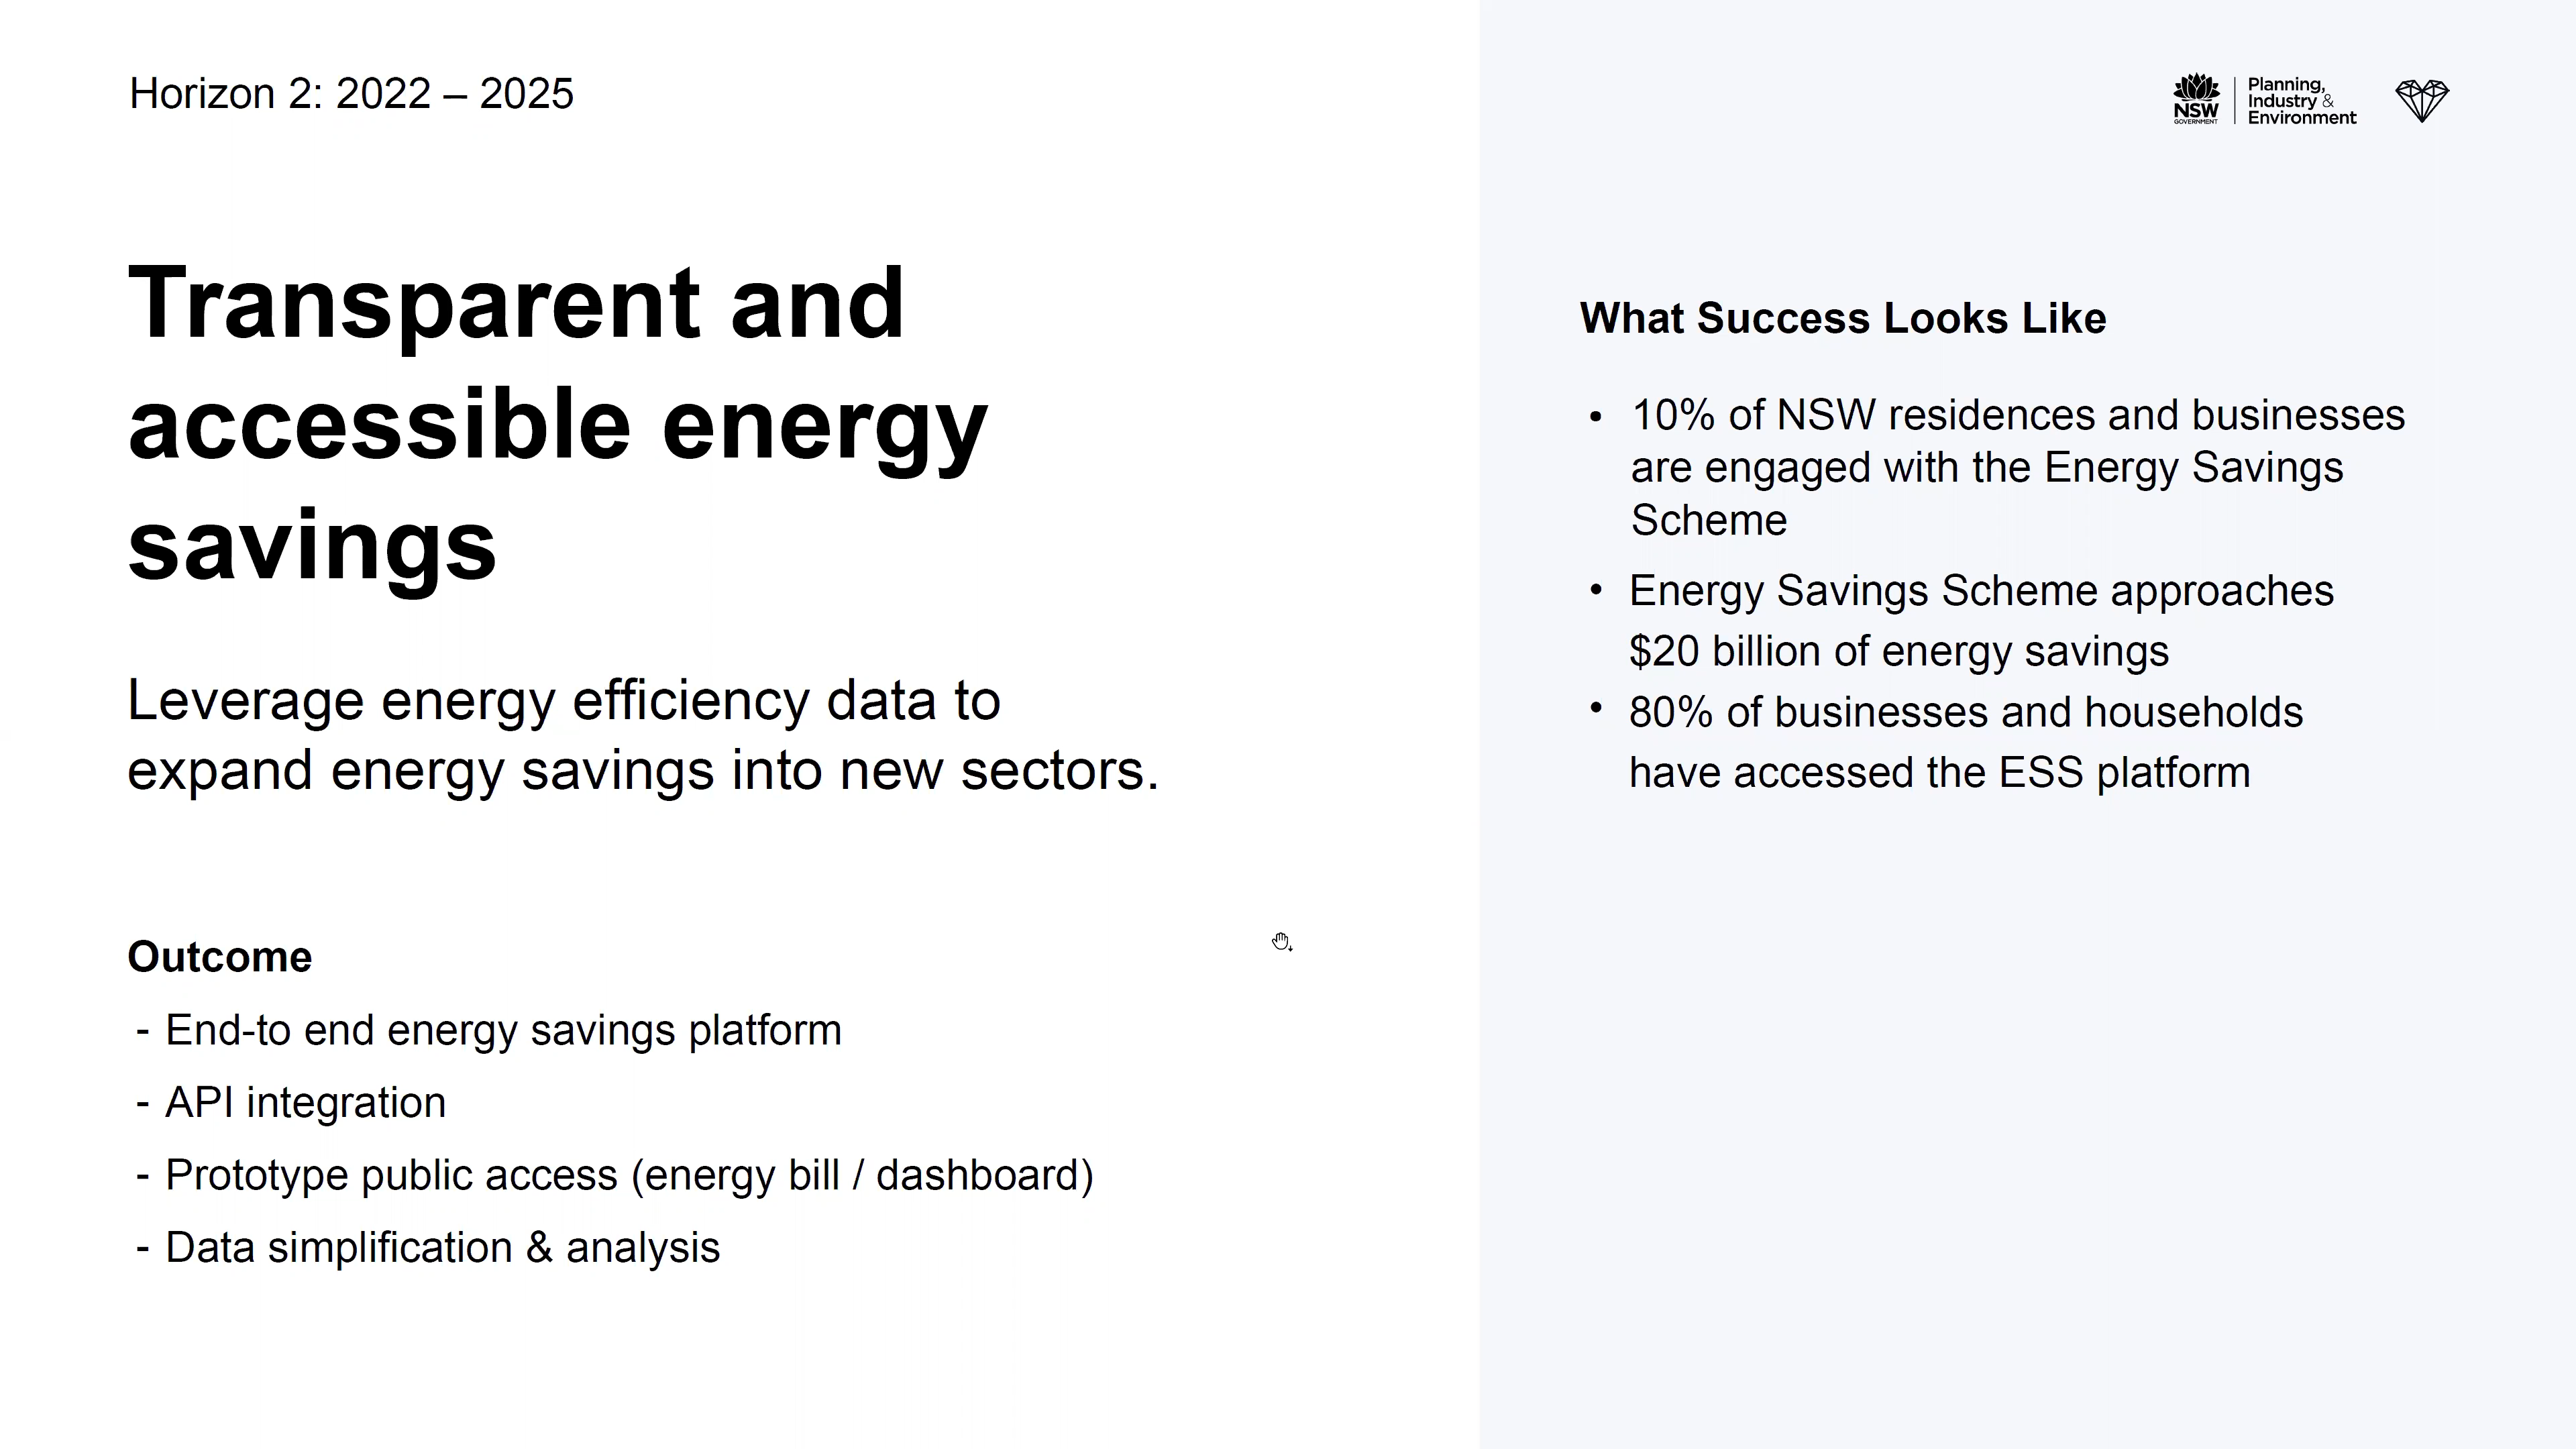 Horizon 2: 2022 – 2025
NSW
GOVERNMENT
Planning,
Industry &
Environment
Transparent and
accessible energy
savings
Leverage energy efficiency data to
expand energy savings into new sectors.
Outcome
- End-to end energy savings platform
- API integration
- Prototype public access (energy bill / dashboard)
- Data simplification & analysis
What Success Looks Like
• 10% of NSW residences and businesses
are engaged with the Energy Savings
Scheme
• Energy Savings Scheme approaches
$20 billion of energy savings
• 80% of businesses and households
have accessed the ESS platform